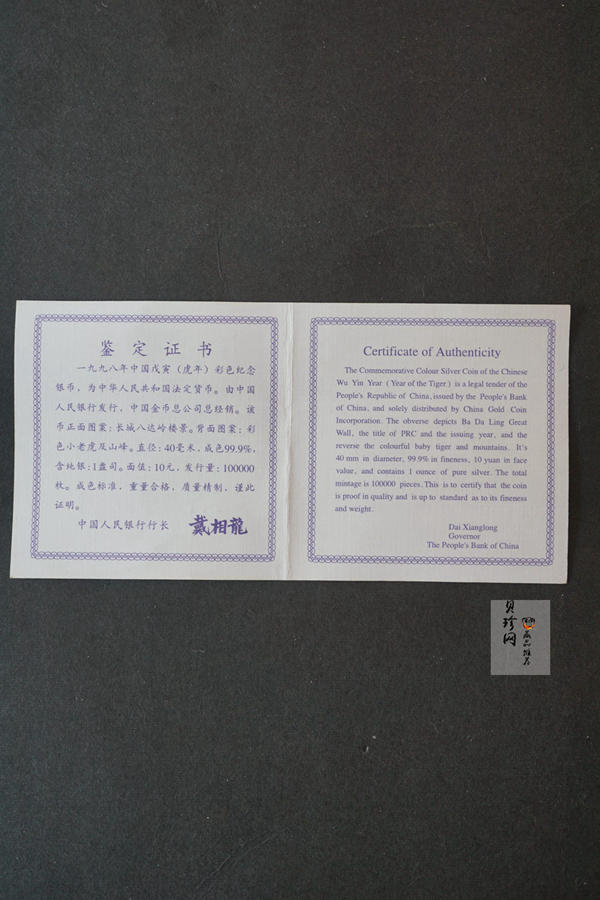 鉴定证书
一九九八年中国戊寅（虎年）彩色纪念
银币，为中华人民共和国法定货币。由中国
人民银行发行，中国金币总公司总经销。该
币正面图案：长城八达岭楼景。背面图案：彩
色小老虎及山峰。直径：40毫米，成色99.9%，
含纯银：1盎司。面值：10元，发行量：100000
枚。成色标准，重量合格，质量精制，谨此
证明。
中国人民银行行长 戴相龍
Certificate of Authenticity
The Commemorative Colour Silver Coin of the Chinese
Wu Yin Year (Year of the Tiger) is a legal tender of the
People's Republic of China, issued by the People's Bank
of China, and solely distributed by China Gold Coin
Incorporation. The obverse depicts Ba Da Ling Great
Wall, the title of PRC and the issuing year, and the
reverse the colourful baby tiger and mountains. It's
40 mm in diameter, 99.9% in fineness, 10 yuan in face
value, and contains 1 ounce of pure silver. The total
mintage is 100000 pieces. This is to certify that the coin
is proof in quality and is up to standard as to its fineness
and weight.
Dai Xianglong
Governor
The People's Bank of China
贝珍网
藏品推荐